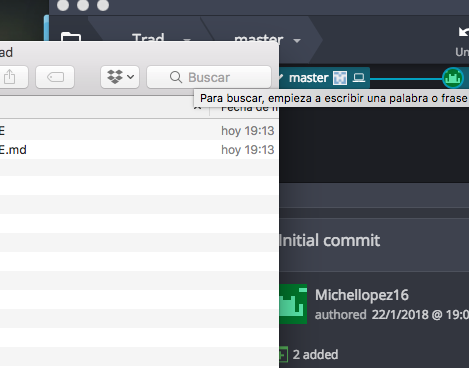 Trad
master
Un
ad
Buscar
master
Para buscar, empieza a escribir una palabra o frase
Fecha de m
E
hoy 19:13
E.md
hoy 19:13
Initial commit
Michellopez16
authored 22/1/2018 @ 19:0
2 added